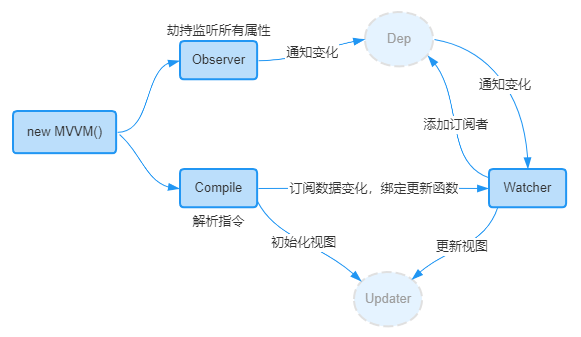 劫持监听所有属性
Observer
通知变化
Dep
通知变化
new MVVM()
添加订阅者
Compile
订阅数据变化，绑定更新函数
Watcher
解析指令
初始化视图
更新视图
Updater